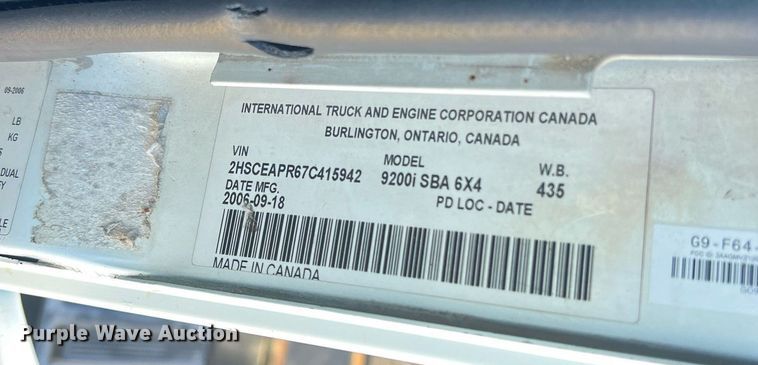 09-2006
LB
KG
DUAL
INTERNATIONAL TRUCK AND ENGINE CORPORATION CANADA
BURLINGTON, ONTARIO, CANADA
VIN
2HSCEAPR67C415942
MODEL
9200i SBA 6X4
W.B.
435
DATE MFG.
2006-09-18
PD LOC - DATE
MADE IN CANADA
G9-F64-
Purple Wave Auction